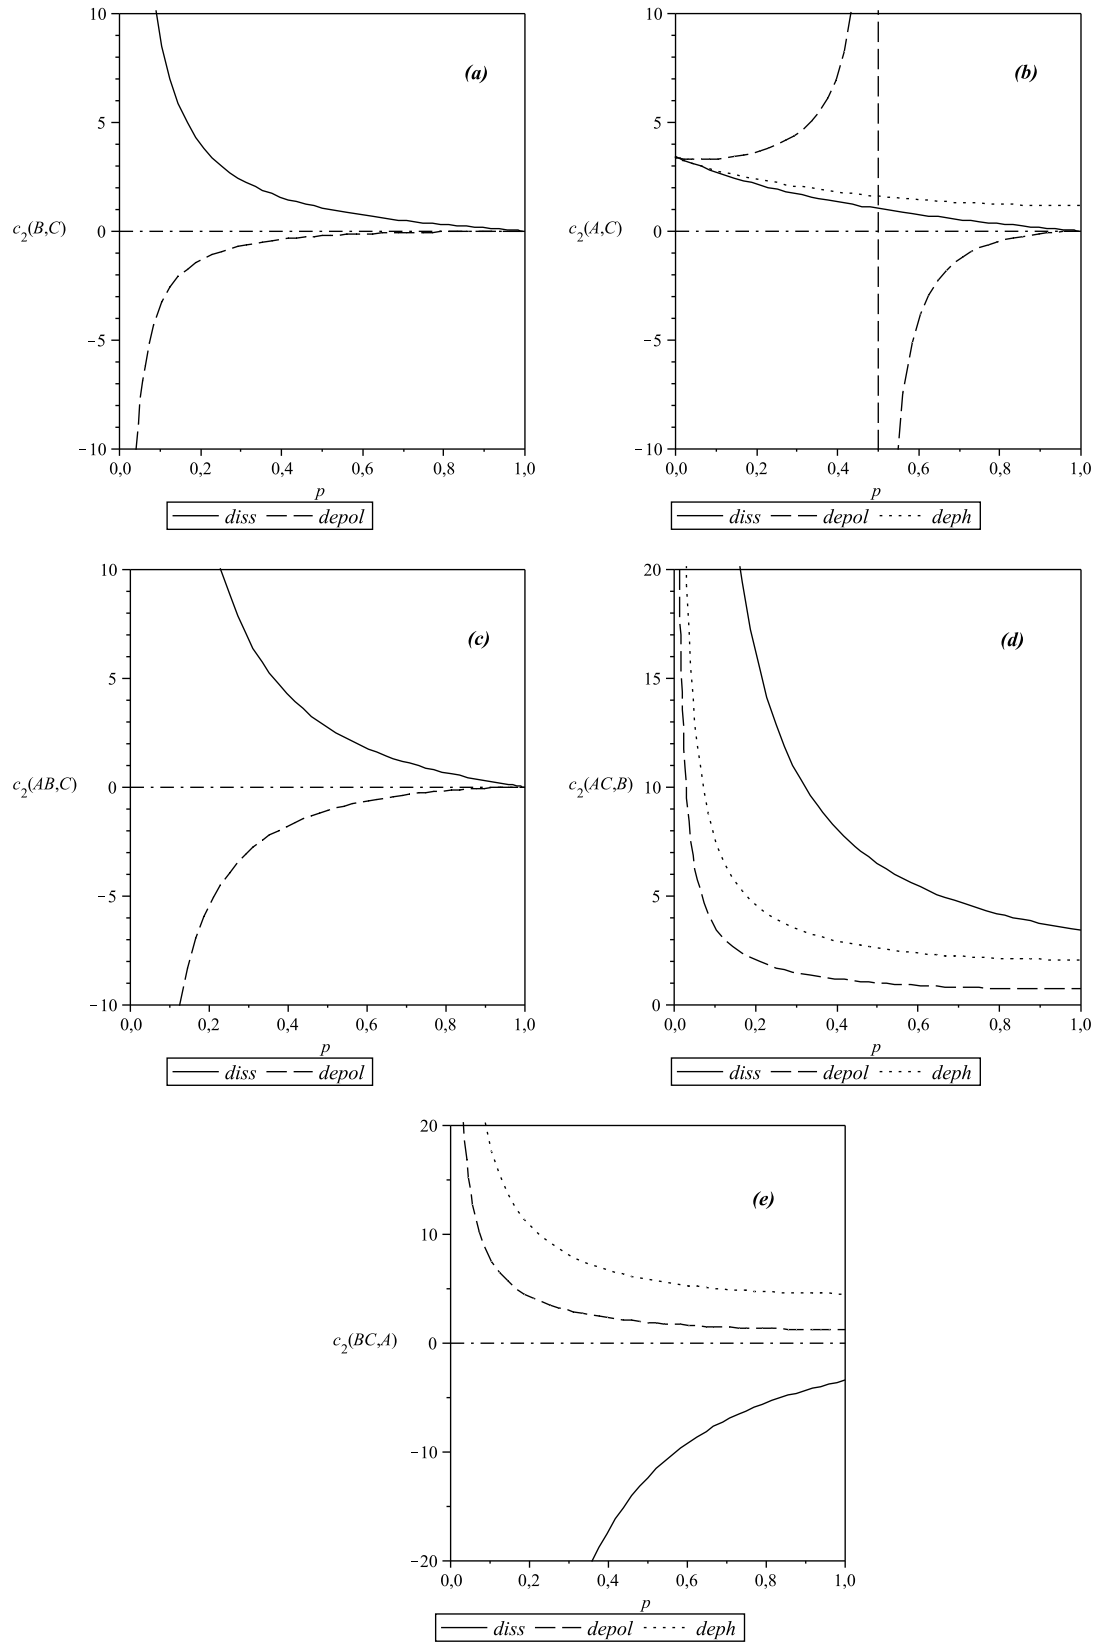 10
5
0
−5
−10
c2(B,C)
(a)
0,0 0,2 0,4 0,6 0,8 1,0
p
diss depol
10
5
0
−5
−10
c2(A,C)
(b)
0,0 0,2 0,4 0,6 0,8 1,0
p
diss depol deph
10
5
0
−5
−10
c2(AB,C)
(c)
0,0 0,2 0,4 0,6 0,8 1,0
p
diss depol
20
15
10
5
0
c2(AC,B)
(d)
0,0 0,2 0,4 0,6 0,8 1,0
p
diss depol deph
20
10
0
−10
−20
c2(BC,A)
(e)
0,0 0,2 0,4 0,6 0,8 1,0
p
diss depol deph